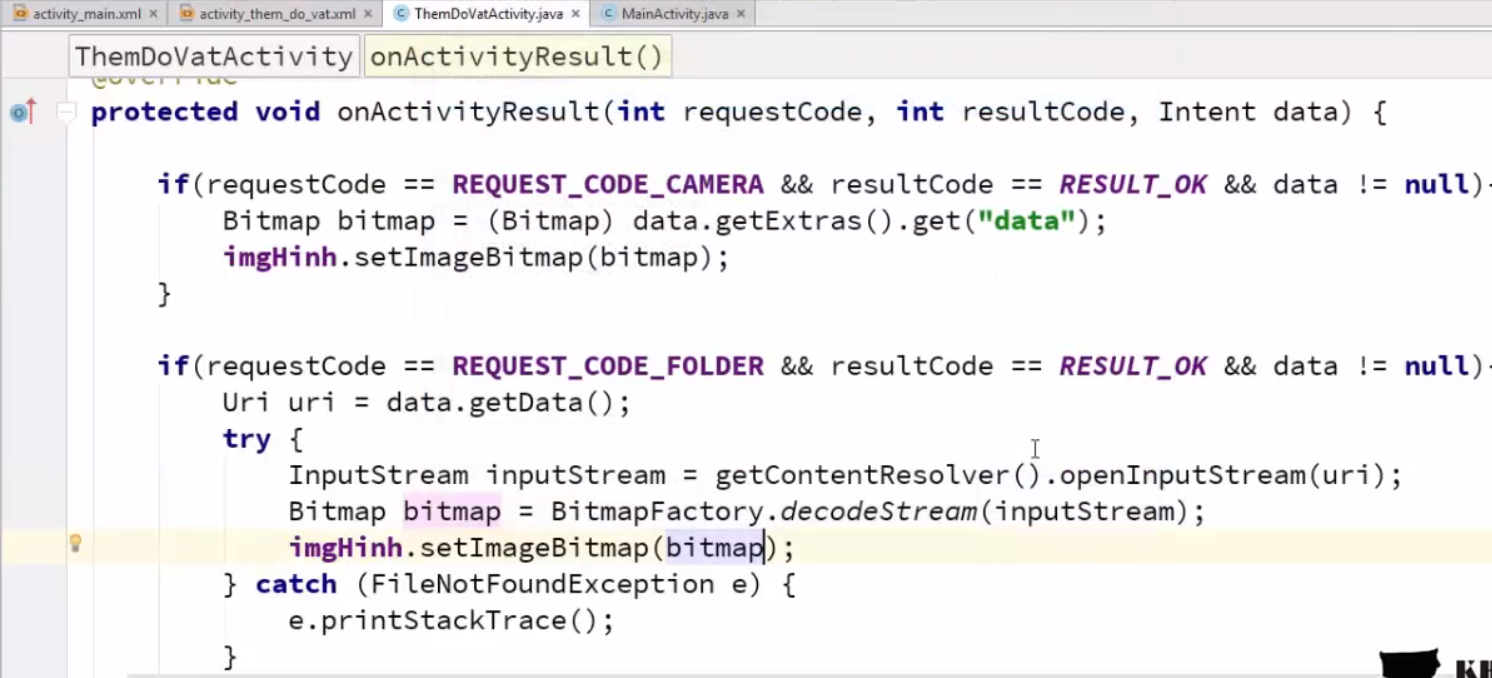 activity_main.xml × activity_them_do_vat.xml × ThemDoVatActivity.java × MainActivity.java ×
ThemDoVatActivity onActivityResult()
protected void onActivityResult(int requestCode, int resultCode, Intent data) {
if(requestCode == REQUEST_CODE_CAMERA && resultCode == RESULT_OK && data != null)
Bitmap bitmap = (Bitmap) data.getExtras().get("data");
imgHinh.setImageBitmap(bitmap);
}
if(requestCode == REQUEST_CODE_FOLDER && resultCode == RESULT_OK && data != null)
Uri uri = data.getData();
try {
InputStream inputStream = getContentResolver().openInputStream(uri);
Bitmap bitmap = BitmapFactory.decodeStream(inputStream);
imgHinh.setImageBitmap(bitmap);
} catch (FileNotFoundException e) {
e.printStackTrace();
}